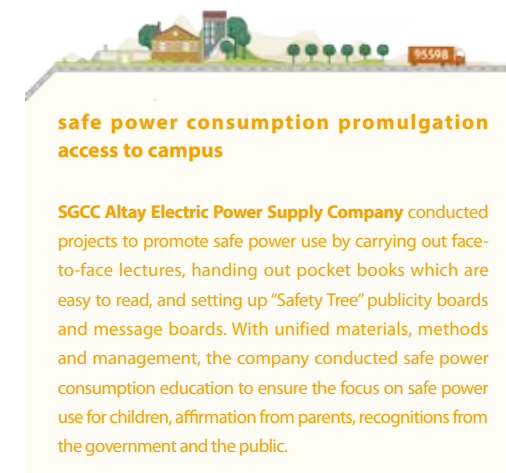 95598
safe power consumption promulgation
access to campus
SGCC Altay Electric Power Supply Company conducted
projects to promote safe power use by carrying out face-
to-face lectures, handing out pocket books which are
easy to read, and setting up “Safety Tree” publicity boards
and message boards. With unified materials, methods
and management, the company conducted safe power
consumption education to ensure the focus on safe power
use for children, affirmation from parents, recognitions from
the government and the public.